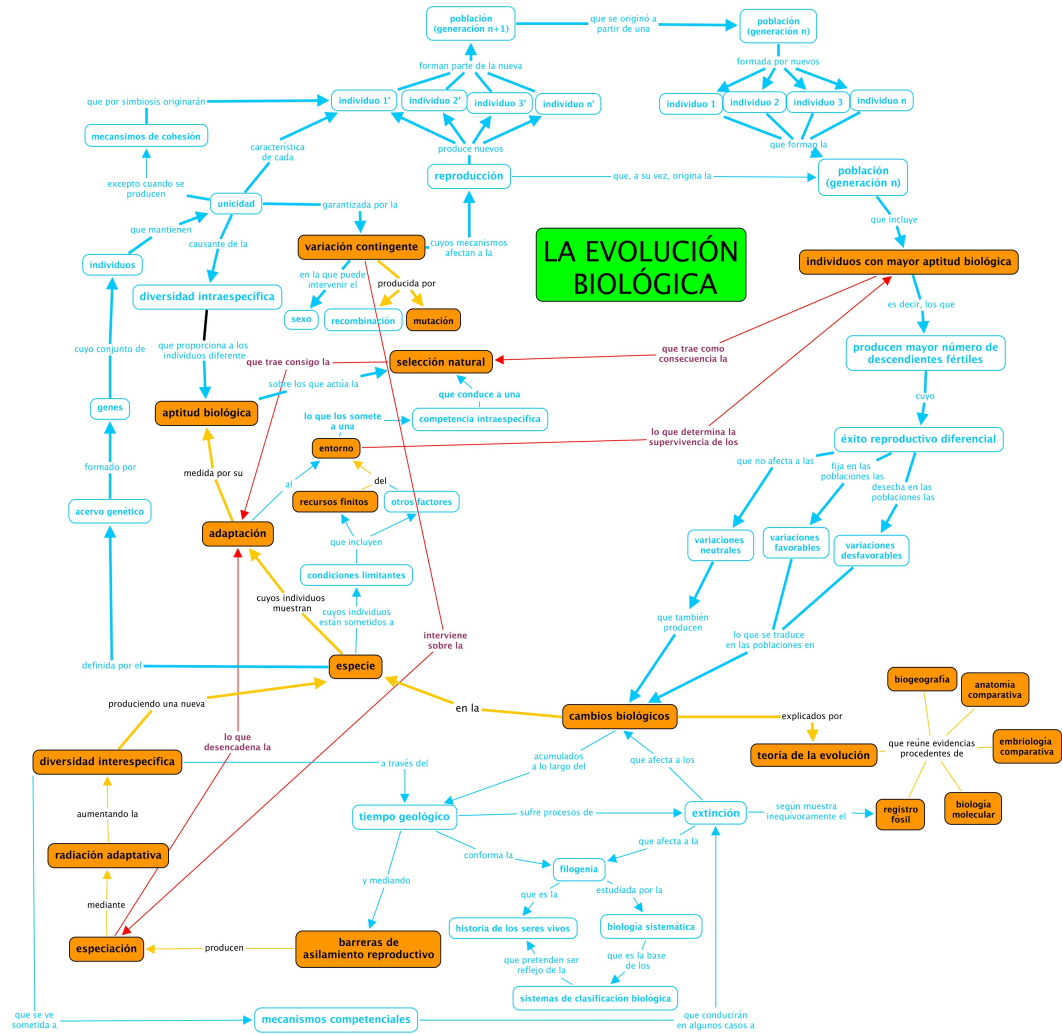 población
(generación n+1)
que se originó a
partir de una
población
(generación n)
forman parte de la nueva
formada por nuevos
que por simbiosis originarán
individuo 1'
individuo 2'
individuo 3'
individuo n'
individuo 1
individuo 2
individuo 3
individuo n
mecansimos de cohesión
característica
de cada
produce nuevos
que forman la
excepto cuando se
producen
reproducción
que, a su vez, origina la
población
(generación n)
unicidad
garantizada por la
que mantienen
causante de la
variación contingente
cuyos mecanismos
afectan a la
LA EVOLUCIÓN
BIOLÓGICA
que incluye
individuos con mayor aptitud biológica
individuos
en la que puede
intervenir el
producida por
diversidad intraespecífica
sexo
recombinación
mutación
es decir, los que
cuyo conjunto de
que proporciona a los
individuos diferente
que trae consigo la
selección natural
que trae como
consecuencia la
producen mayor número de
descendientes fértiles
sobre los que actúa la
que conduce a una
cuyo
genes
aptitud biológica
lo que los somete
a una
competencia intraespecífica
lo que determina la
supervivencia de los
éxito reproductivo diferencial
entorno
formado por
medida por su
al
del
que no afecta a las
fija en las
poblaciones las
desecha en las
poblaciones las
acervo genético
recursos finitos
otros factores
adaptación
que incluyen
variaciones
neutrales
variaciones
favorables
variaciones
desfavorables
condiciones limitantes
cuyos individuos
muestran
cuyos individuos
están sometidos a
que también
producen
lo que se traduce
en las poblaciones en
interviene
sobre la
definida por el
especie
produciendo una nueva
en la
cambios biológicos
explicados por
biogeografía
anatomía
comparativa
lo que
desencadena la
teoría de la evolución
que reúne evidencias
procedentes de
embriología
comparativa
diversidad interespecífica
a través del
acumulados
a lo largo del
que afecta a los
aumentando la
tiempo geológico
sufre procesos de
extinción
según muestra
inequivocamente el
registro
fósil
biología
molecular
radiación adaptativa
conforma la
que afecta a la
filogenia
y mediando
que es la
estudiada por la
mediante
historia de los seres vivos
biología sistemática
especiación
producen
barreras de
asilamiento reproductivo
que pretenden ser
reflejo de la
que es la base
de los
sistemas de clasificación biológica
que se ve
sometida a
mecanismos competenciales
que conducirán
en algunos casos a